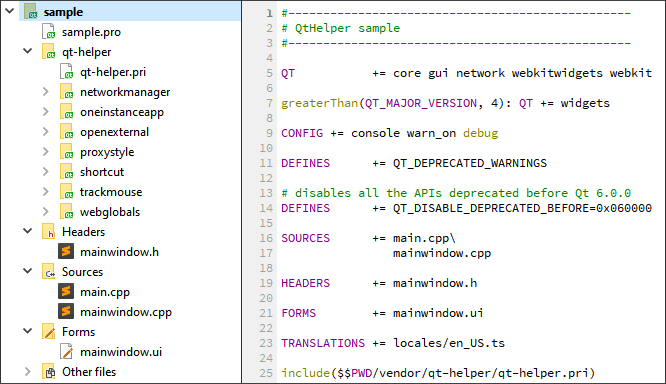 sample
sample.pro
qt-helper
qt-helper.pri
networkmanager
oneinstanceapp
openexternal
proxystyle
shortcut
trackmouse
webglobals
Headers
mainwindow.h
Sources
main.cpp
mainwindow.cpp
Forms
mainwindow.ui
Other files
1 #----------------------------------------------
2 # QtHelper sample
3 #----------------------------------------------
4
5 QT += core gui network webkitwidgets webkit
6
7 greaterThan(QT_MAJOR_VERSION, 4): QT += widgets
8
9 CONFIG += console warn_on debug
10
11 DEFINES += QT_DEPRECATED_WARNINGS
12
13 # disables all the APIs deprecated before Qt 6.0.0
14 DEFINES += QT_DISABLE_DEPRECATED_BEFORE=0x060000
15
16 SOURCES += main.cpp\
17 mainwindow.cpp
18
19 HEADERS += mainwindow.h
20
21 FORMS += mainwindow.ui
22
23 TRANSLATIONS += locales/en_US.ts
24
25 include($$PWD/vendor/qt-helper/qt-helper.pri)